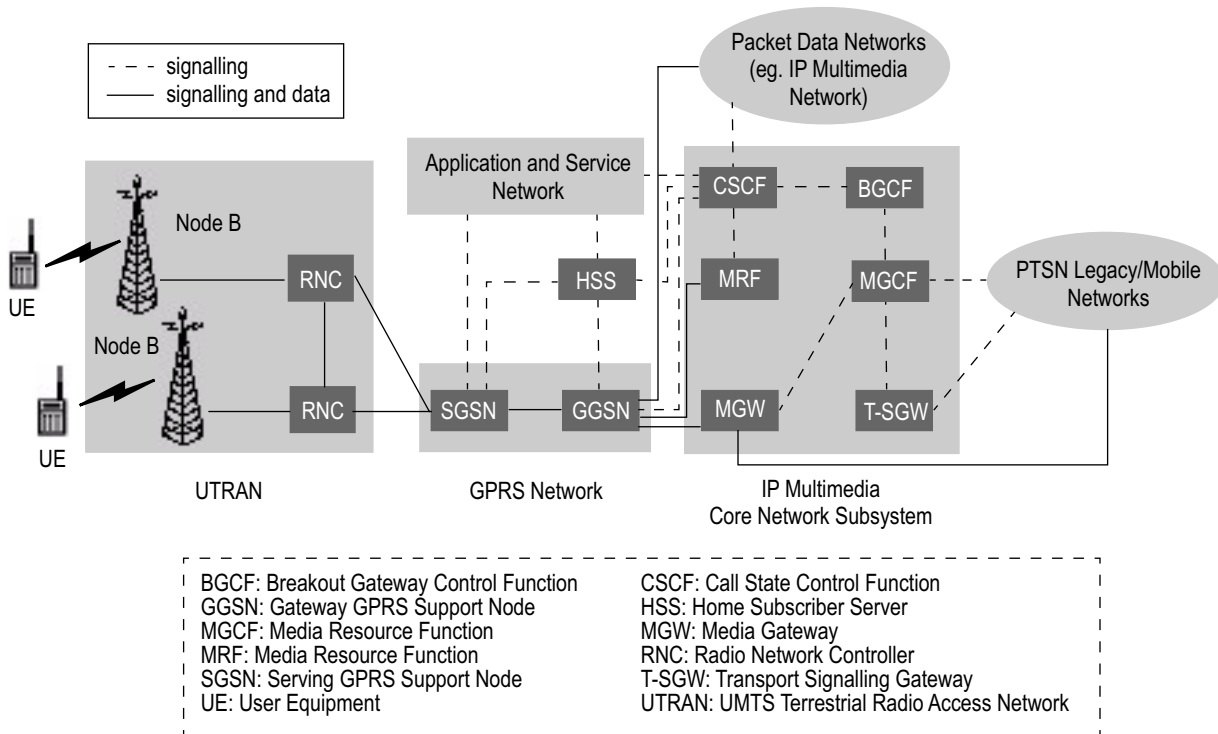 signalling
signalling and data
Packet Data Networks
(eg. IP Multimedia
Network)
Application and Service
Network
CSCF
BGCF
Node B
UE
RNC
HSS
MRF
MGCF
PTSN Legacy/Mobile
Networks
Node B
UE
RNC
SGSN
GGSN
MGW
T-SGW
UTRAN
GPRS Network
IP Multimedia
Core Network Subsystem
BGCF: Breakout Gateway Control Function
GGSN: Gateway GPRS Support Node
MGCF: Media Resource Function
MRF: Media Resource Function
SGSN: Serving GPRS Support Node
UE: User Equipment
CSCF: Call State Control Function
HSS: Home Subscriber Server
MGW: Media Gateway
RNC: Radio Network Controller
T-SGW: Transport Signalling Gateway
UTRAN: UMTS Terrestrial Radio Access Network